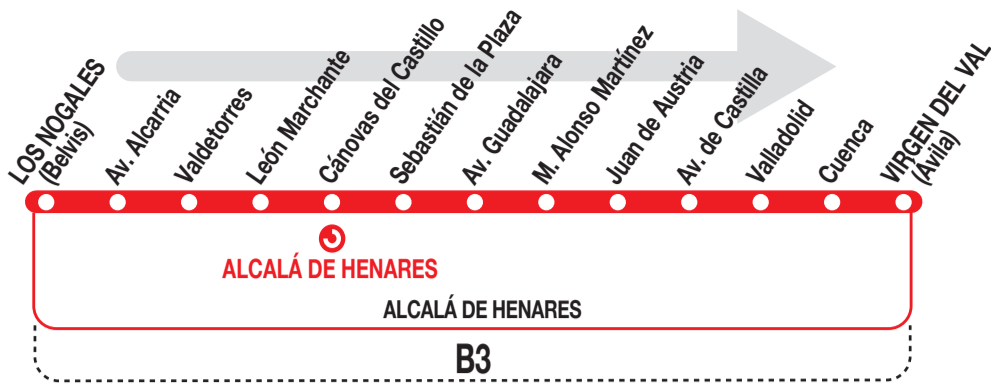 LOS NOGALES
(Belvis)
Av. Alcarria
Valdetorres
León Marchante
Cánovas del Castillo
Sebastián de la Plaza
Av. Guadalajara
M. Alonso Martínez
Juan de Austria
Av. de Castilla
Valladolid
Cuenca
VIRGEN DEL VAL
(Ávila)
ALCALÁ DE HENARES
ALCALÁ DE HENARES
B3